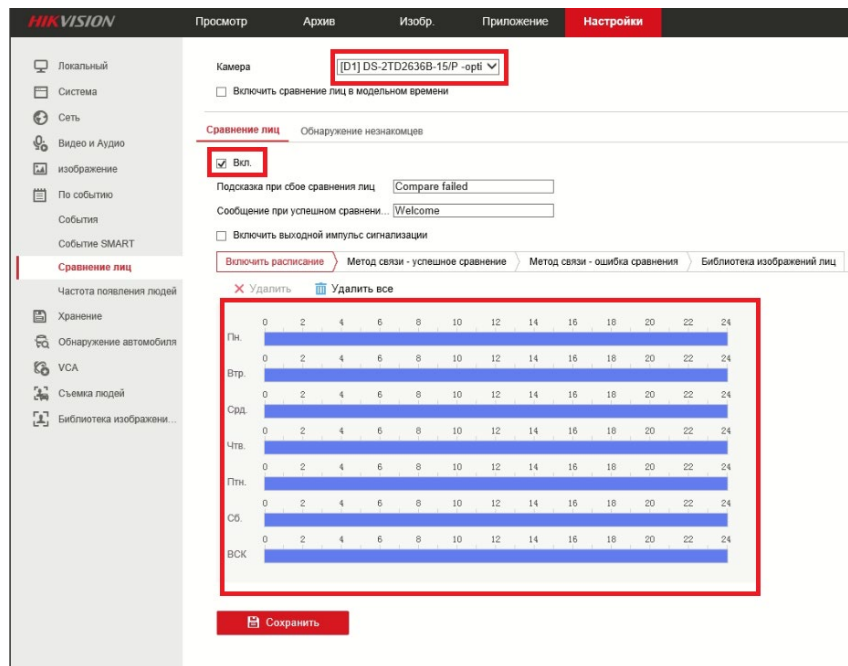 HIKVISION Просмотр Архив Изобр. Приложение Настройки
Локальный
Система
Сеть
Видео и Аудио
изображение
По событию
События
Событие SMART
Сравнение лиц
Частота появления людей
Хранение
Обнаружение автомобиля
VCA
Съемка людей
Библиотека изображени...
Камера [D1] DS-2TD2636B-15/P -opti
Включить сравнение лиц в модельном времени
Сравнение лиц Обнаружение незнакомцев
Вкл.
Подсказка при сбое сравнения лиц Compare failed
Сообщение при успешном сравнени... Welcome
Включить выходной импульс сигнализации
Включить расписание Метод связи - успешное сравнение Метод связи - ошибка сравнения Библиотека изображений лиц
Удалить Удалить все
0 2 4 6 8 10 12 14 16 18 20 22 24
Пн.
0 2 4 6 8 10 12 14 16 18 20 22 24
Втр.
0 2 4 6 8 10 12 14 16 18 20 22 24
Срд.
0 2 4 6 8 10 12 14 16 18 20 22 24
Чтв.
0 2 4 6 8 10 12 14 16 18 20 22 24
Птн.
0 2 4 6 8 10 12 14 16 18 20 22 24
Сб.
0 2 4 6 8 10 12 14 16 18 20 22 24
ВСК
Сохранить